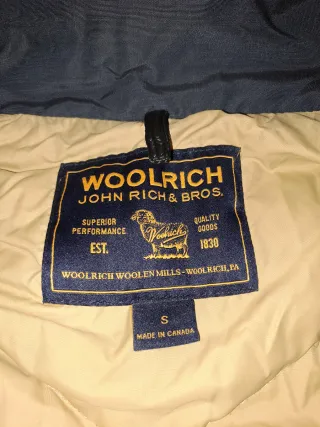 WOOLRICH
JOHN RICH & BROS.
SUPERIOR PERFORMANCE
Woolrich
QUALITY GOODS
EST.
1830
WOOLRICH WOOLEN MILLS - WOOLRICH, PA
S
MADE IN CANADA